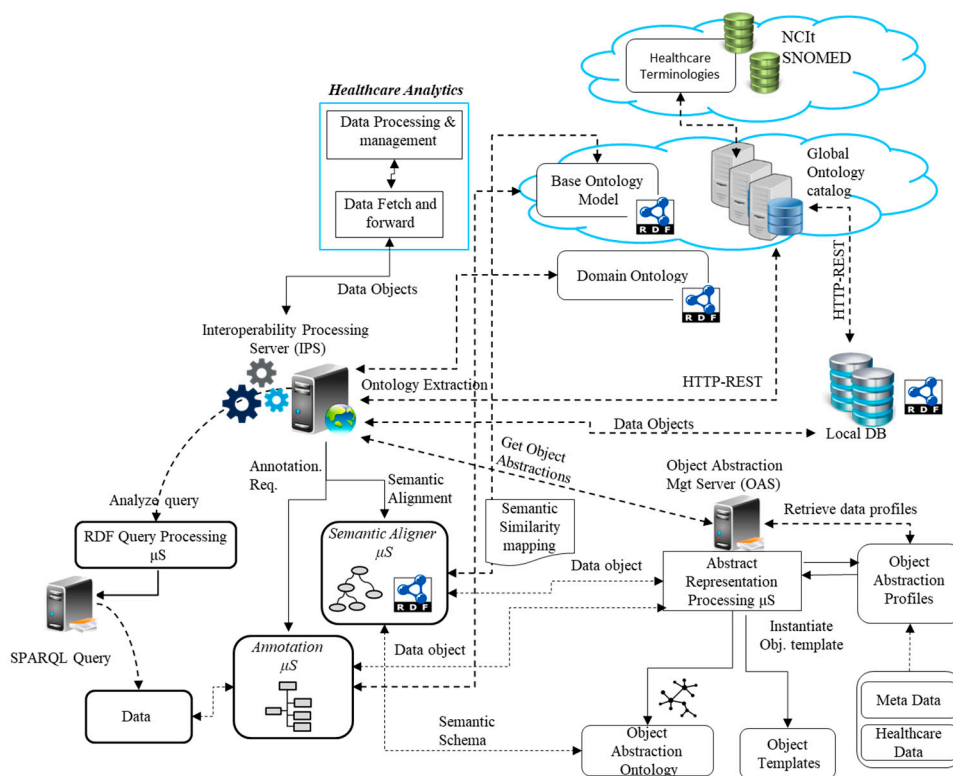 NCIt
SNOMED
Healthcare
Terminologies
Healthcare Analytics
Data Processing &
management
Data Fetch and
forward
Base Ontology
Model
RDF
Global
Ontology
catalog
Domain Ontology
RDF
Data Objects
HTTP-REST
Interoperability Processing
Server (IPS)
Ontology Extraction
HTTP-REST
RDF
Data Objects
Local DB
Get Object
Abstractions
Annotation.
Req.
Semantic
Alignment
Object Abstraction
Mgt Server (OAS)
Analyze query
Semantic
Similarity
mapping
Retrieve data profiles
RDF Query Processing
µS
Semantic Aligner
µS
RDF
Data object
Abstract
Representation
Processing µS
Object
Abstraction
Profiles
Instantiate
Obj. template
SPARQL Query
Annotation
µS
Data object
Data
Semantic
Schema
Meta Data
Healthcare
Data
Object
Abstraction
Ontology
Object
Templates